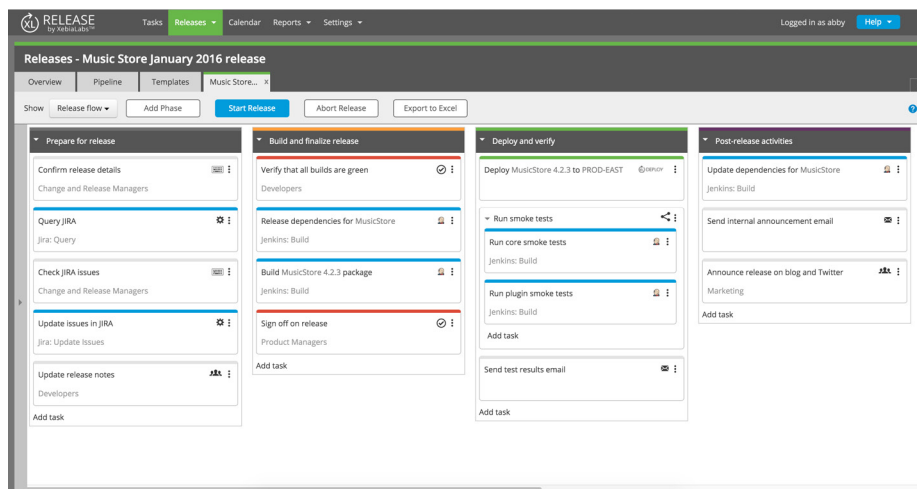 XL RELEASE
by XebiaLabs™
Tasks Releases Calendar Reports Settings Logged in as abby Help
Releases - Music Store January 2016 release
Overview Pipeline Templates Music Store... x
Show Release flow Add Phase Start Release Abort Release Export to Excel ?
Prepare for release
Confirm release details
Change and Release Managers
Query JIRA
Jira: Query
Check JIRA issues
Change and Release Managers
Update issues in JIRA
Jira: Update Issues
Update release notes
Developers
Add task
Build and finalize release
Verify that all builds are green
Developers
Release dependencies for MusicStore
Jenkins: Build
Build MusicStore 4.2.3 package
Jenkins: Build
Sign off on release
Product Managers
Add task
Deploy and verify
Deploy MusicStore 4.2.3 to PROD-EAST DEPLOY
Run smoke tests
Run core smoke tests
Jenkins: Build
Run plugin smoke tests
Jenkins: Build
Add task
Send test results email
Add task
Post-release activities
Update dependencies for MusicStore
Jenkins: Build
Send internal announcement email
Announce release on blog and Twitter
Marketing
Add task